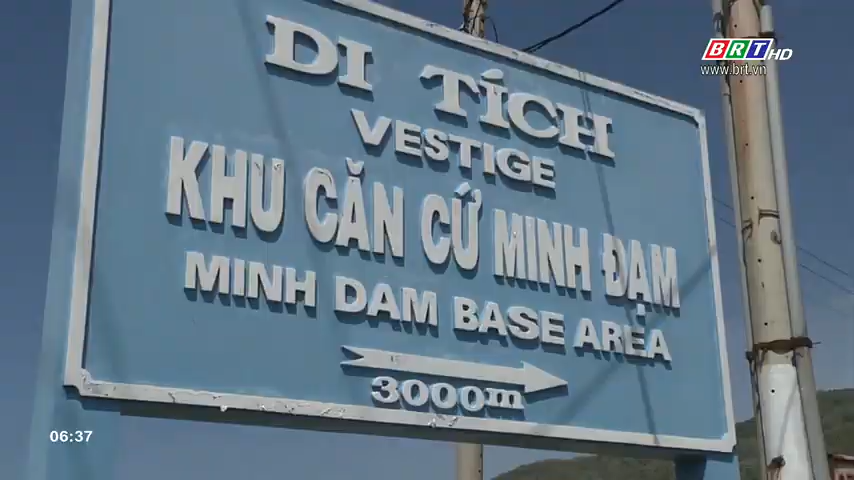 BRT HD
www.brt.vn
DI TÍCH
VESTIGE
KHU CĂN CỨ MINH ĐẠM
MINH DAM BASE AREA
3000m
06:37